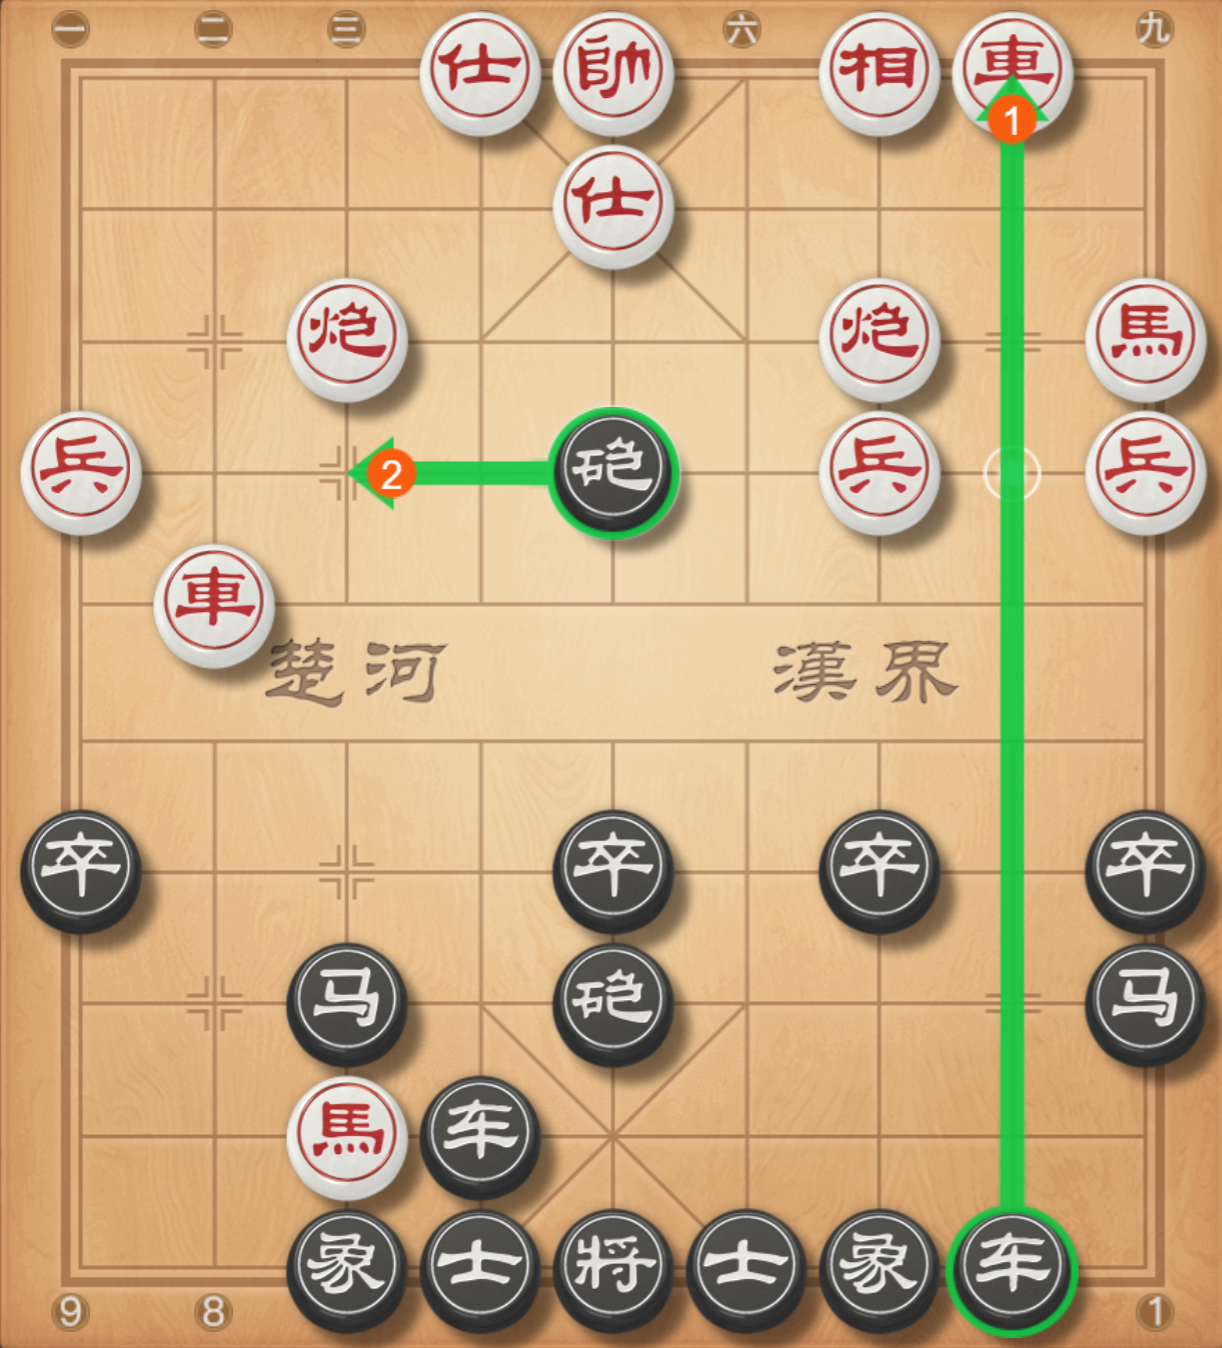 一 二 三 仕 帥 六 相 車 九
1
仕
炮 炮 馬
兵 2 砲 兵 兵
車
楚河 漢界
卒 卒 卒 卒
马 砲 马
馬 车
象 士 将 士 象 车
9 8 1